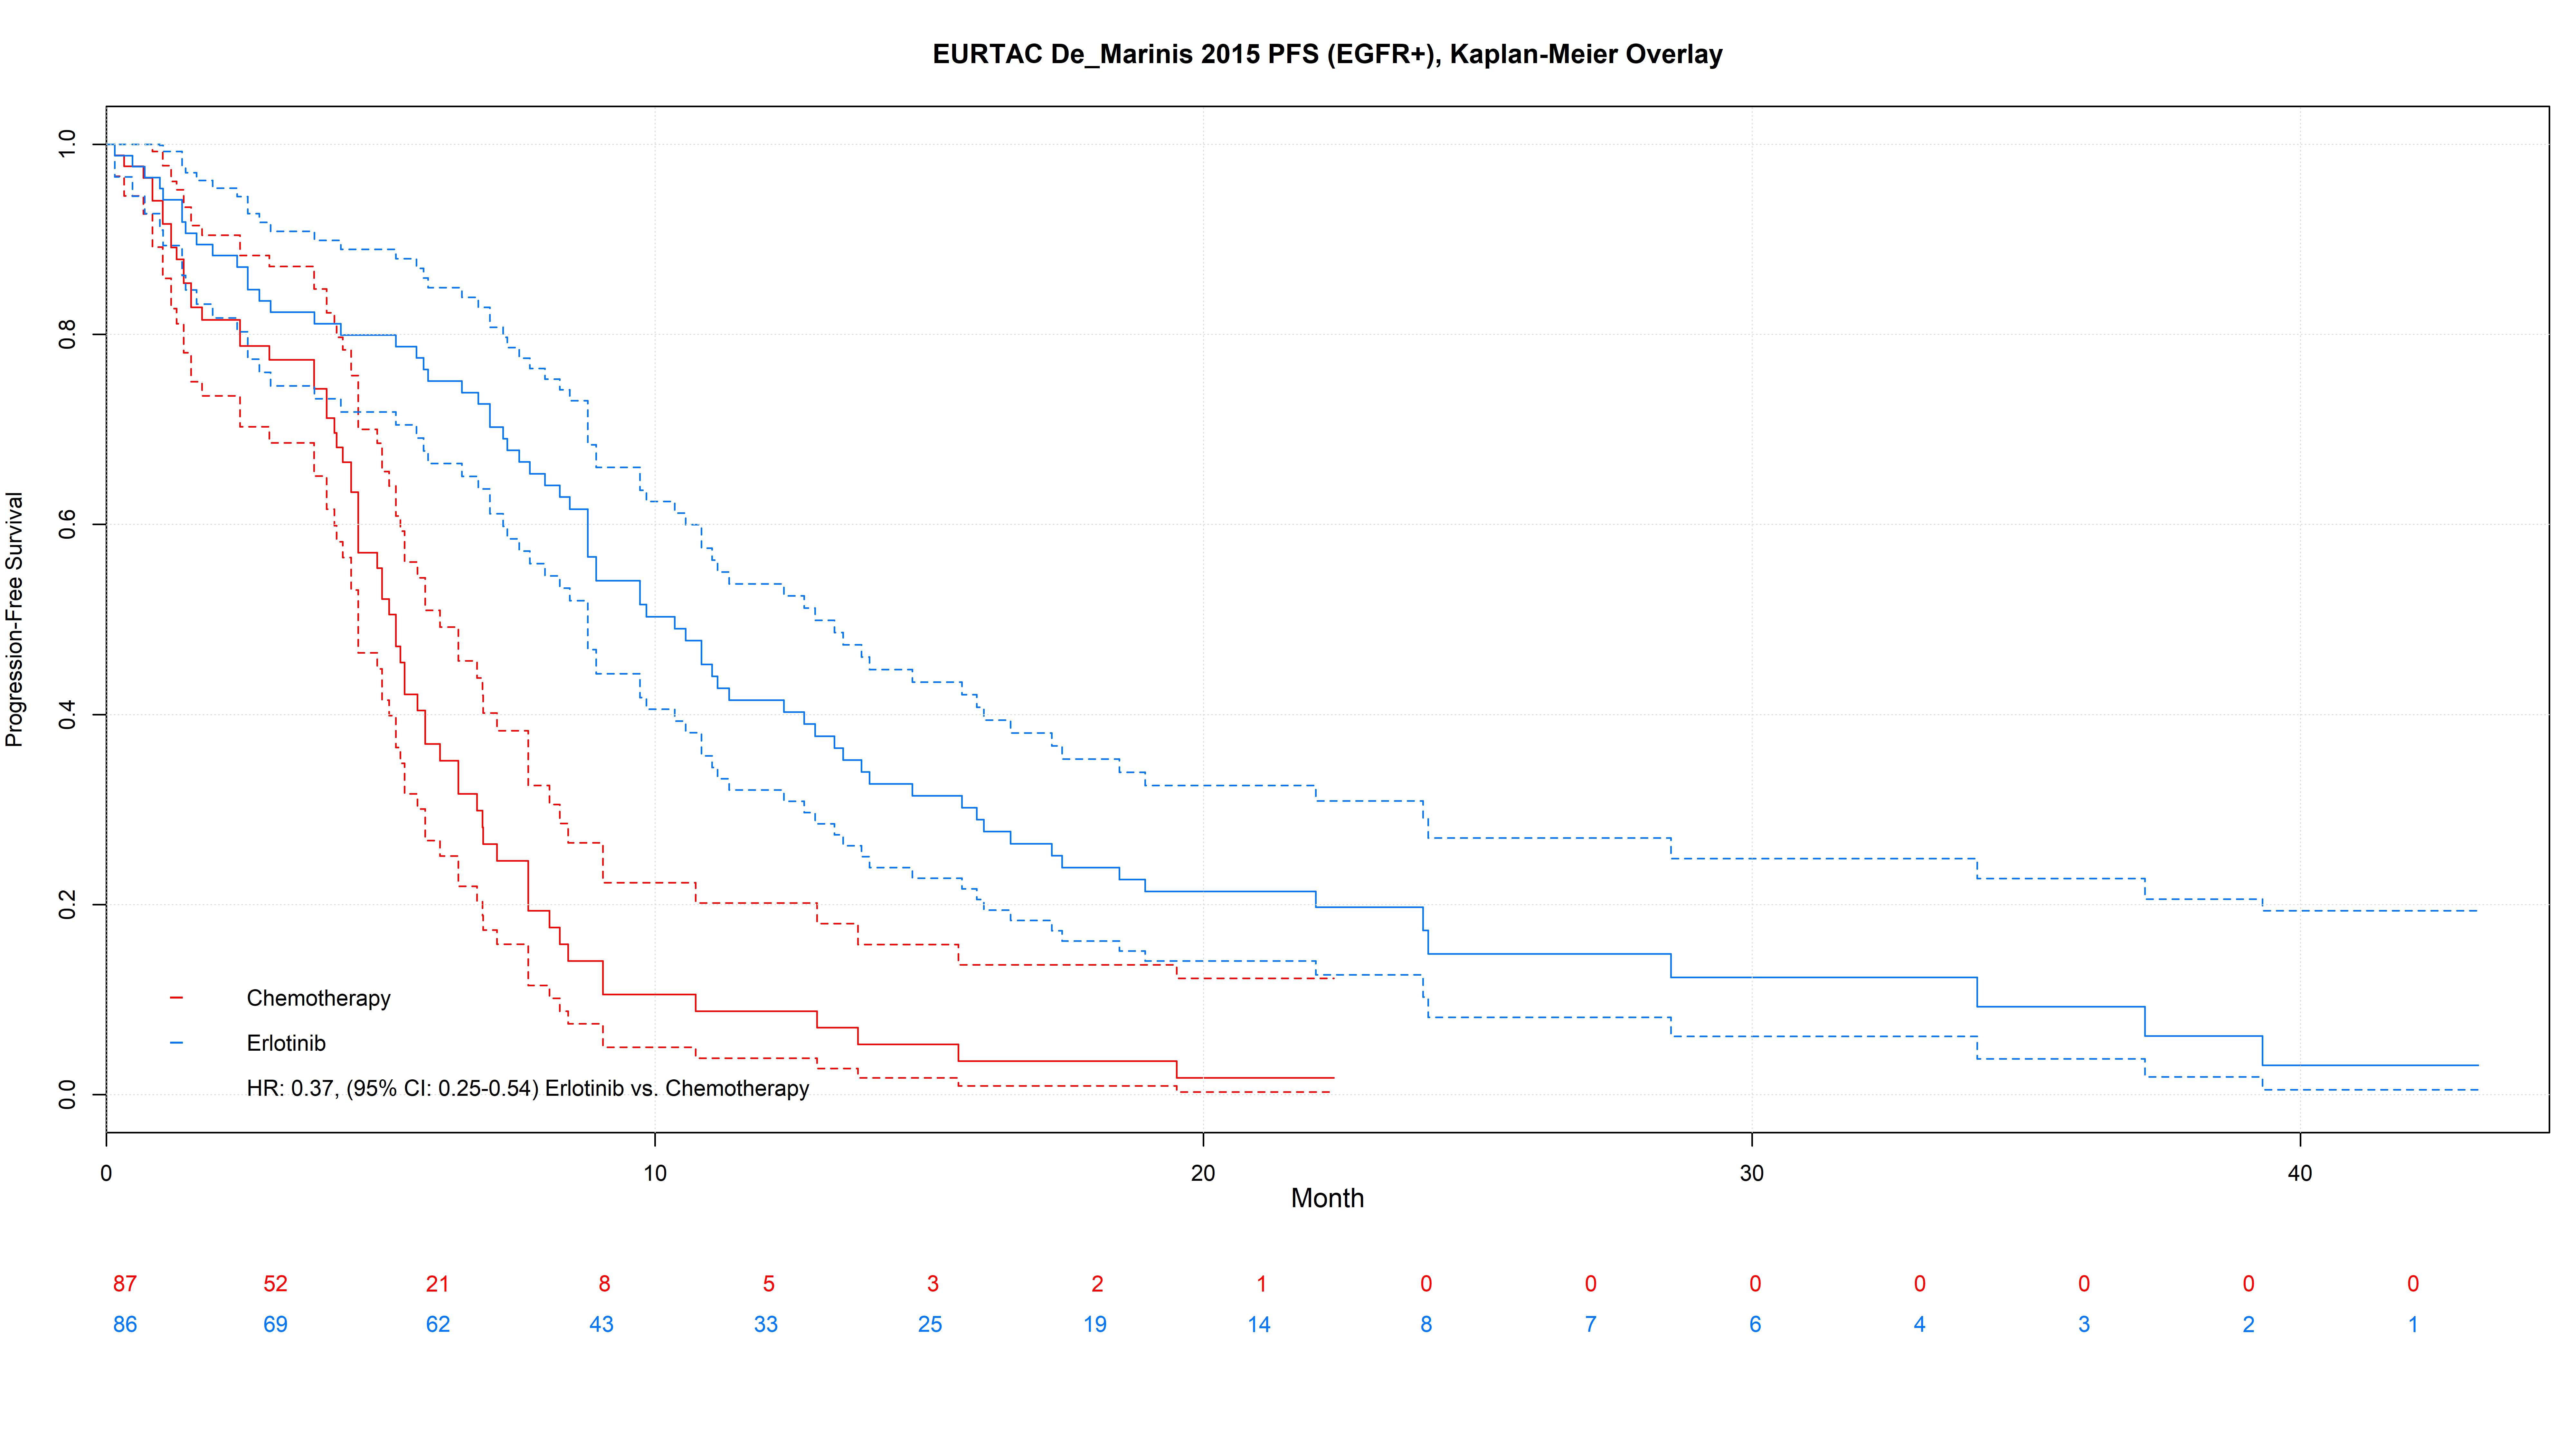 EURTAC De_Marinis 2015 PFS (EGFR+), Kaplan-Meier Overlay
Progression-Free Survival
1.0
0.8
0.6
0.4
0.2
0.0
Chemotherapy
Erlotinib
HR: 0.37, (95% CI: 0.25-0.54) Erlotinib vs. Chemotherapy
0 10 20 30 40
Month
87 52 21 8 5 3 2 1 0 0 0 0 0 0 0
86 69 62 43 33 25 19 14 8 7 6 4 3 2 1